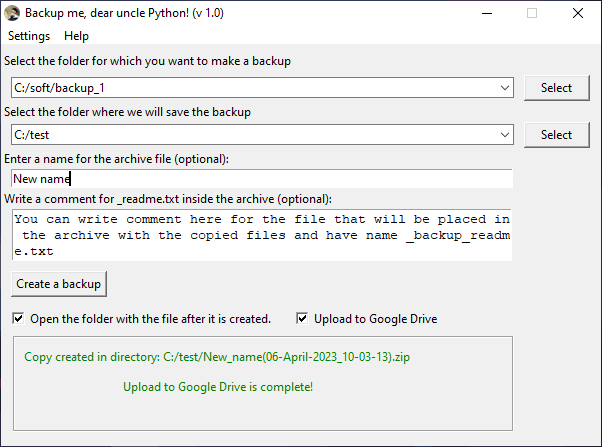 Backup me, dear uncle Python! (v 1.0)
Settings Help
Select the folder for which you want to make a backup
C:/soft/backup_1 Select
Select the folder where we will save the backup
C:/test Select
Enter a name for the archive file (optional):
New name
Write a comment for _readme.txt inside the archive (optional):
You can write comment here for the file that will be placed in
the archive with the copied files and have name _backup_readm
e.txt
Create a backup
Open the folder with the file after it is created. Upload to Google Drive
Copy created in directory: C:/test/New_name(06-April-2023_10-03-13).zip
Upload to Google Drive is complete!